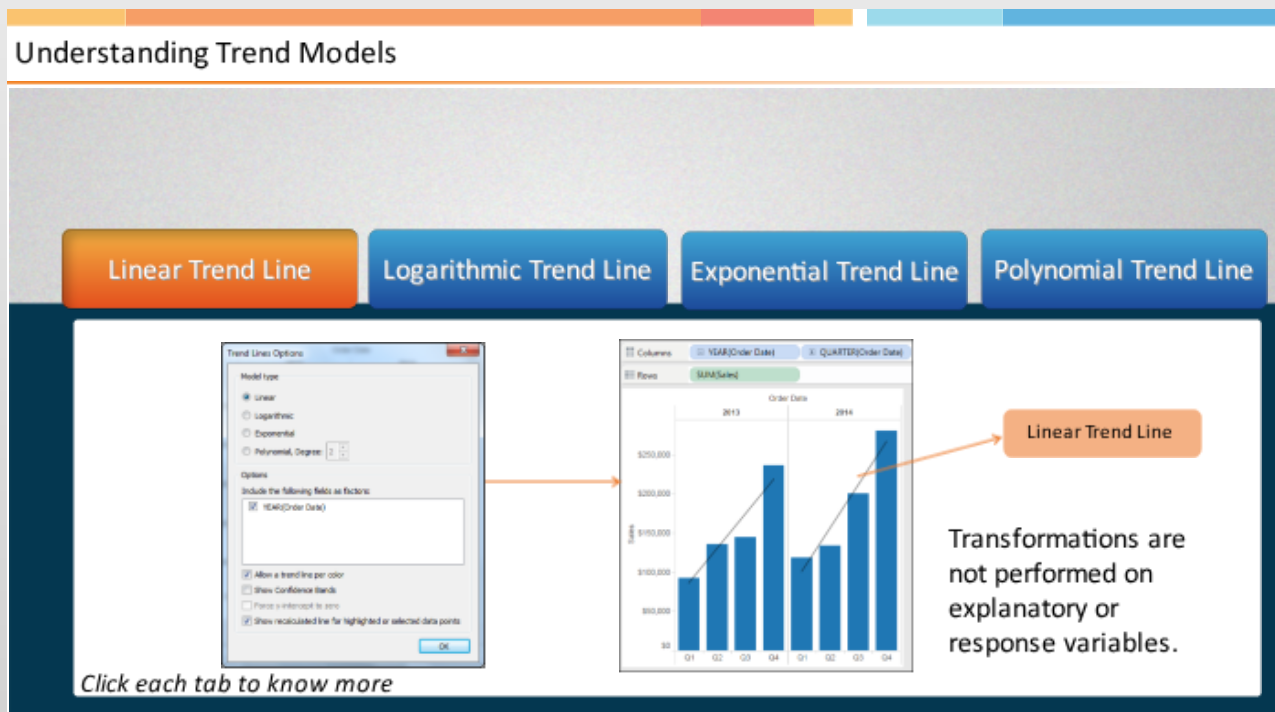 Understanding Trend Models
Linear Trend Line
Logarithmic Trend Line
Exponential Trend Line
Polynomial Trend Line
Trend Lines Options
Model type
Linear
Logarithmic
Exponential
Polynomial, Degree: 2
Options
Include the following fields as factors:
YEAR(Order Date)
Allow a trend line per color
Show Confidence Bands
Force y-intercept to zero
Show recalculated line for highlighted or selected data points
OK
Columns YEAR(Order Date) QUARTER(Order Date)
Rows SUM(Sales)
Order Date
2013 2014
$250,000
$200,000
$150,000
$100,000
$50,000
$0
Sales
Q1 Q2 Q3 Q4 Q1 Q2 Q3 Q4
Linear Trend Line
Transformations are
not performed on
explanatory or
response variables.
Click each tab to know more